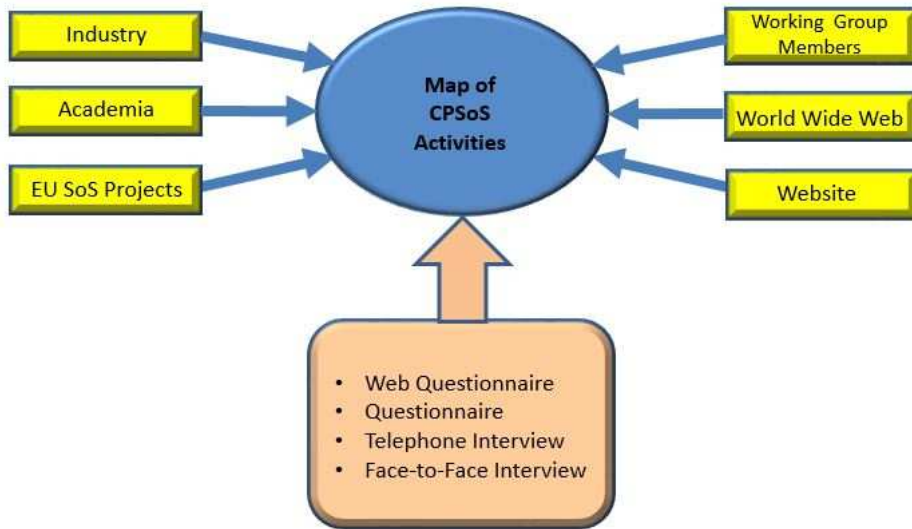 Industry
Academia
EU SoS Projects
Map of
CPSoS
Activities
Working Group
Members
World Wide Web
Website
• Web Questionnaire
• Questionnaire
• Telephone Interview
• Face-to-Face Interview